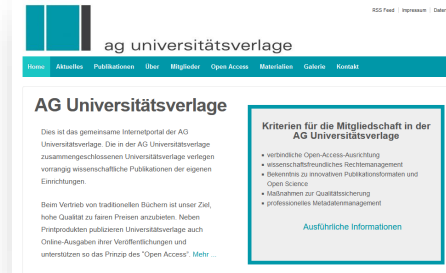 RSS Feed | Impressum | Daten
ag universitätsverlage
Home Aktuelles Publikationen Über Mitglieder Open Access Materialien Galerie Kontakt
AG Universitätsverlage
Dies ist das gemeinsame Internetportal der AG
Universitätsverlage. Die in der AG Universitätsverlage
zusammengeschlossenen Universitätsverlage verlegen
vorrangig wissenschaftliche Publikationen der eigenen
Einrichtungen.
Beim Vertrieb von traditionellen Büchern ist unser Ziel,
hohe Qualität zu fairen Preisen anzubieten. Neben
Printprodukten publizieren Universitätsverlage auch
Online-Ausgaben ihrer Veröffentlichungen und
unterstützen so das Prinzip des "Open Access". Mehr ...
Kriterien für die Mitgliedschaft in der
AG Universitätsverlage
• verbindliche Open-Access-Ausrichtung
• wissenschaftsfreundliches Rechtemanagement
• Bekenntnis zu innovativen Publikationsformaten und
Open Science
• Maßnahmen zur Qualitätssicherung
• professionelles Metadatenmanagement
Ausführliche Informationen